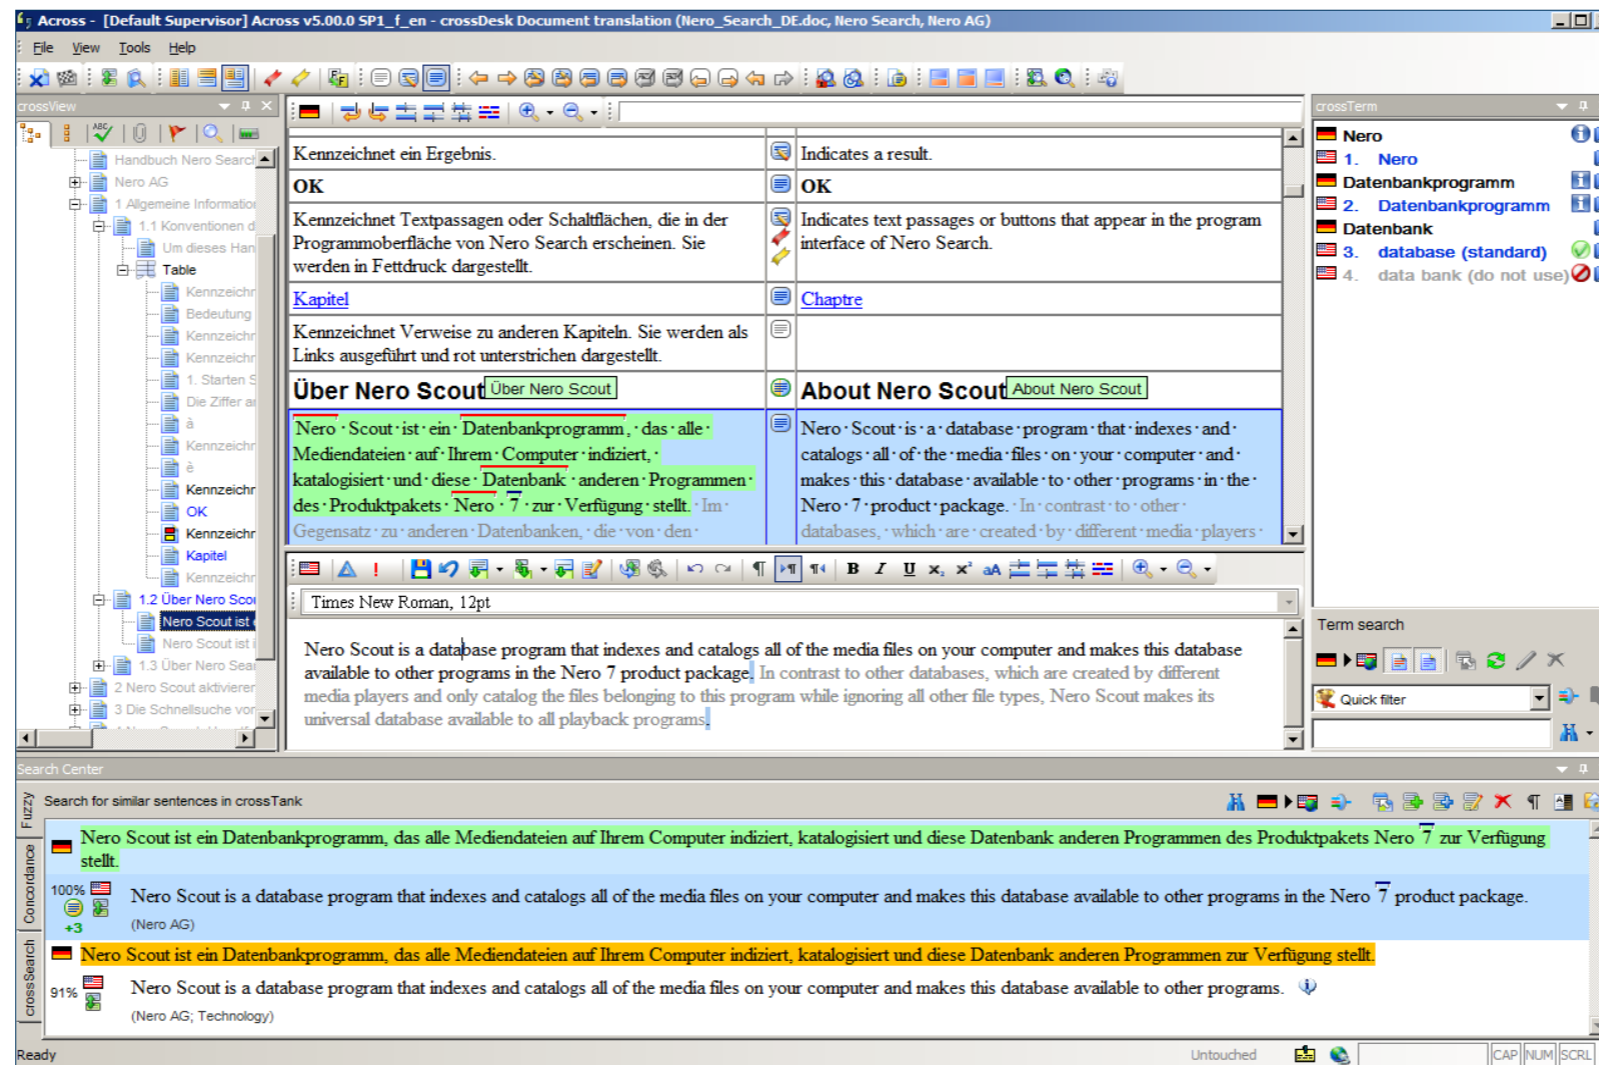 Across - [Default Supervisor] Across v5.00.0 SP1_f_en - crossDesk Document translation (Nero_Search_DE.doc, Nero Search, Nero AG)
File View Tools Help
crossView
Handbuch Nero Search
Nero AG
1 Allgemeine Information
1.1 Konventionen d
Um dieses Han
Table
Kennzeichr
Bedeutung
Kennzeichr
Kennzeichr
1. Starten S
Die Ziffer ar
à
Kennzeichr
è
Kennzeichr
OK
Kennzeichr
Kapitel
Kennzeichr
1.2 Über Nero Scou
Nero Scout ist e
Nero Scout ist i
1.3 Über Nero Sear
2 Nero Scout aktivieren
3 Die Schnellsuche vor
Kennzeichnet ein Ergebnis.
Indicates a result.
OK
OK
Kennzeichnet Textpassagen oder Schaltflächen, die in der
Programmoberfläche von Nero Search erscheinen. Sie
werden in Fettdruck dargestellt.
Indicates text passages or buttons that appear in the program
interface of Nero Search.
Kapitel
Chaptre
Kennzeichnet Verweise zu anderen Kapiteln. Sie werden als
Links ausgeführt und rot unterstrichen dargestellt.
Über Nero Scout Über Nero Scout
About Nero Scout About Nero Scout
Nero·Scout·ist·ein·Datenbankprogramm,·das·alle·
Mediendateien·auf·Ihrem·Computer·indiziert,·
katalogisiert·und·diese·Datenbank·anderen·Programmen·
des·Produktpakets·Nero·7·zur·Verfügung·stellt.·Im·
Gegensatz·zu·anderen·Datenbanken,·die·von·den·
Nero·Scout·is·a·database·program·that·indexes·and·
catalogs·all·of·the·media·files·on·your·computer·and·
makes·this·database·available·to·other·programs·in·the·
Nero·7·product·package.·In·contrast·to·other·
databases,·which·are·created·by·different·media·players·
Times New Roman, 12pt
Nero Scout is a database program that indexes and catalogs all of the media files on your computer and makes this database
available to other programs in the Nero 7 product package. In contrast to other databases, which are created by different
media players and only catalog the files belonging to this program while ignoring all other file types, Nero Scout makes its
universal database available to all playback programs.
crossTerm
Nero
1. Nero
Datenbankprogramm
2. Datenbankprogramm
Datenbank
3. database (standard)
4. data bank (do not use)
Term search
Quick filter
Search Center
Fuzzy
Concordance
crossSearch
Search for similar sentences in crossTank
Nero Scout ist ein Datenbankprogramm, das alle Mediendateien auf Ihrem Computer indiziert, katalogisiert und diese Datenbank anderen Programmen des Produktpakets Nero 7 zur Verfügung
stellt.
100%
+3
Nero Scout is a database program that indexes and catalogs all of the media files on your computer and makes this database available to other programs in the Nero 7 product package.
(Nero AG)
Nero Scout ist ein Datenbankprogramm, das alle Mediendateien auf Ihrem Computer indiziert, katalogisiert und diese Datenbank anderen Programmen zur Verfügung stellt.
91%
Nero Scout is a database program that indexes and catalogs all of the media files on your computer and makes this database available to other programs.
(Nero AG; Technology)
Ready
Untouched
CAP NUM SCRL